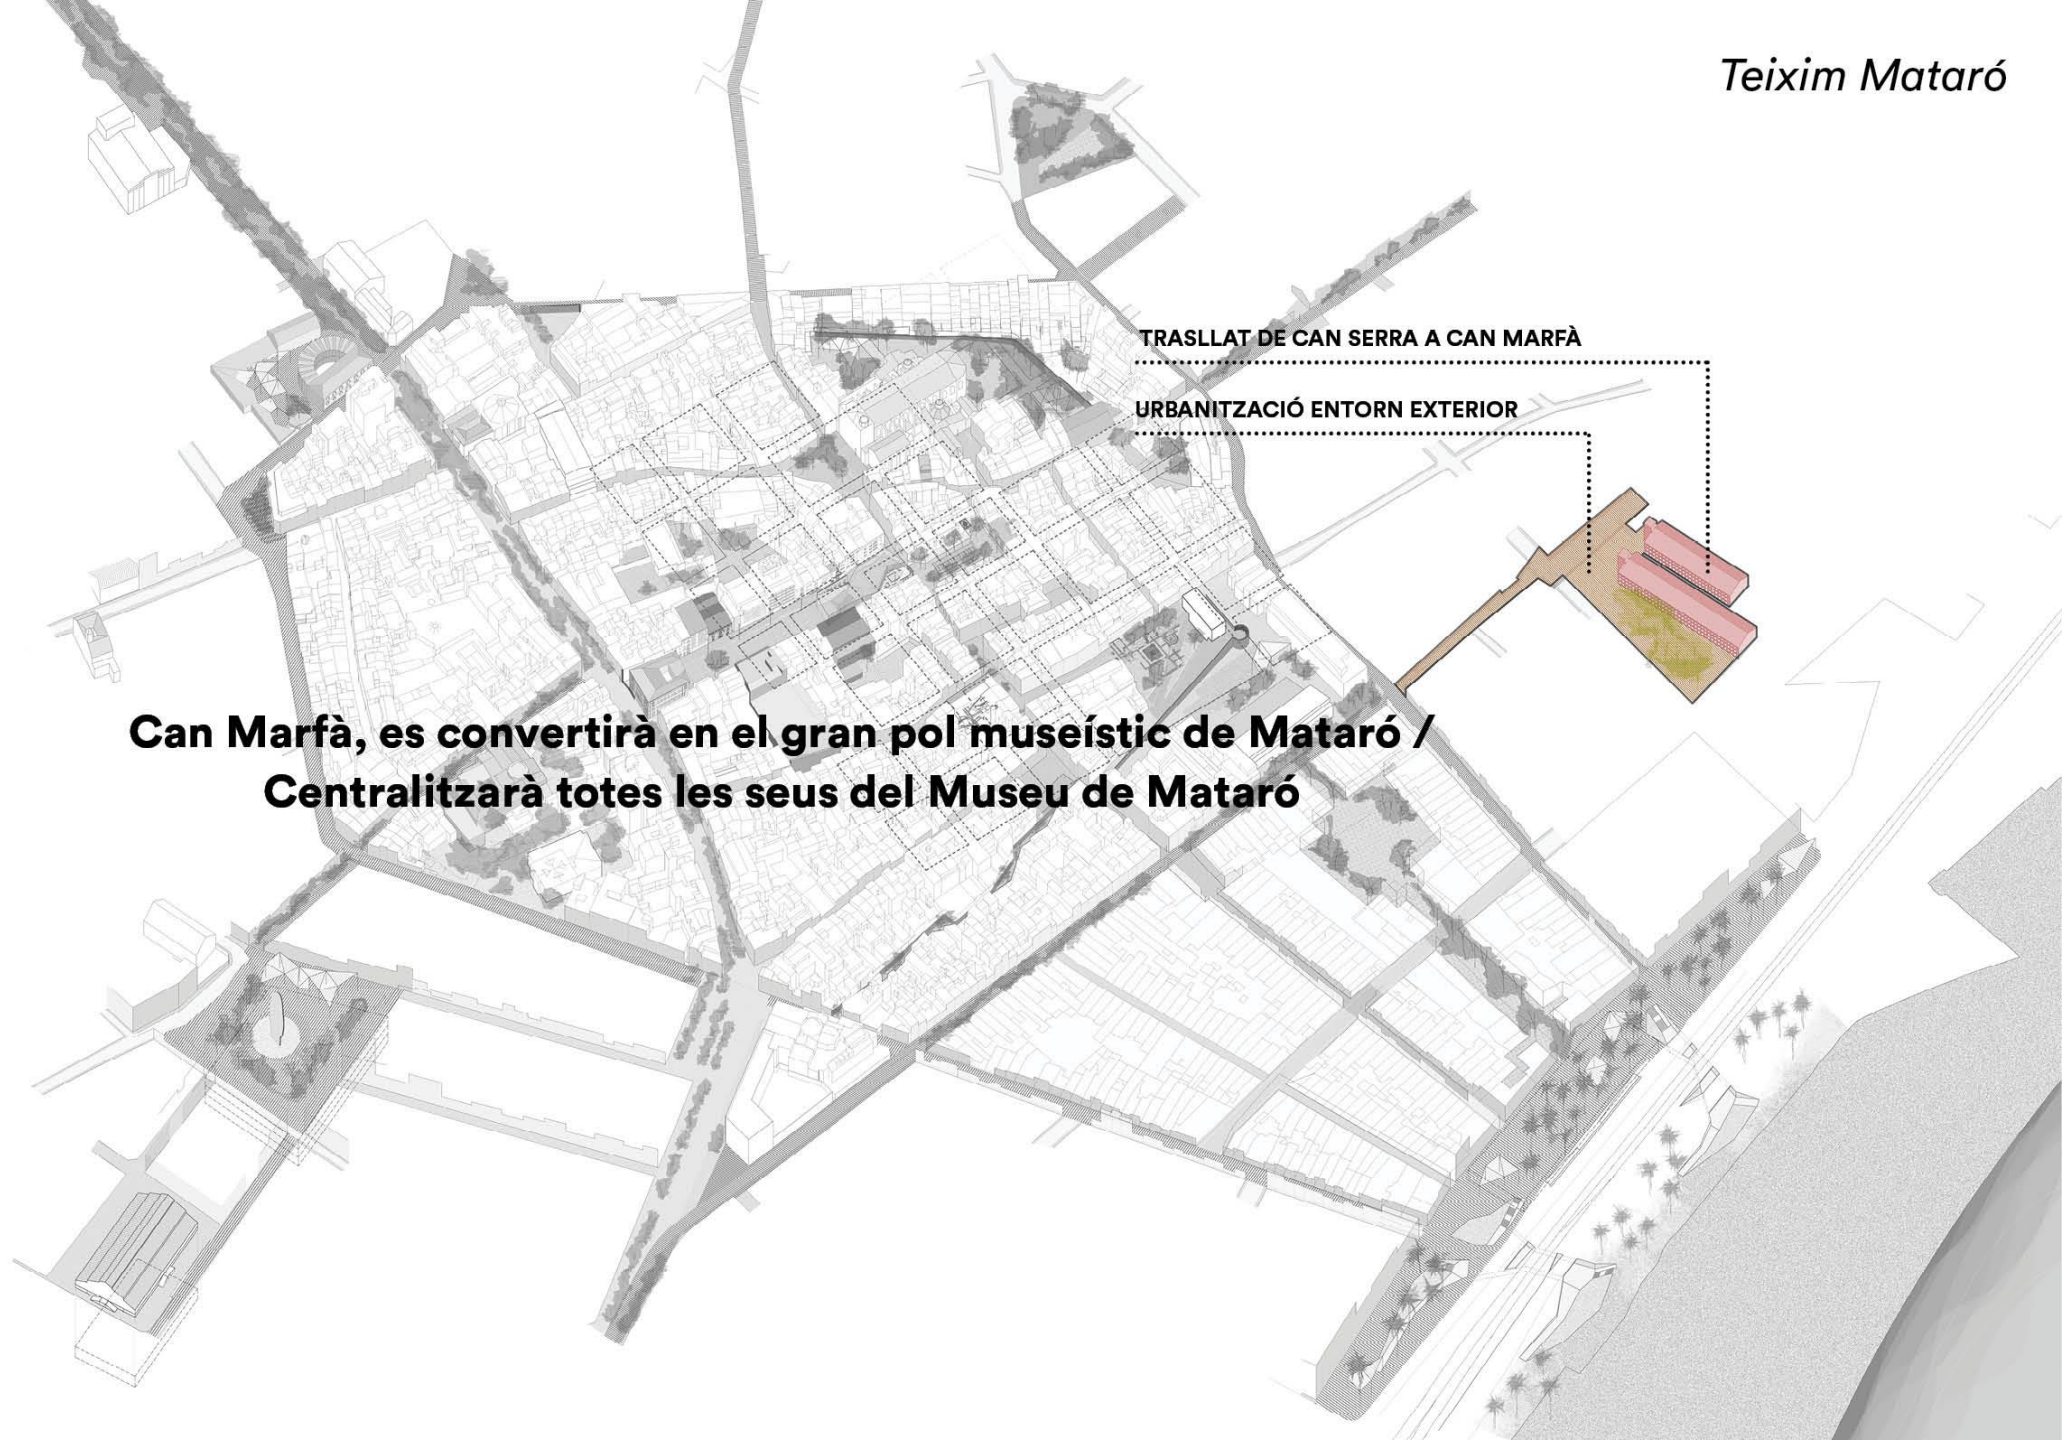 Teixim Mataró
TRASLLAT DE CAN SERRA A CAN MARFÀ
URBANITZACIÓ ENTORN EXTERIOR
Can Marfà, es convertirà en el gran pol museístic de Mataró /
Centralitzarà totes les seus del Museu de Mataró